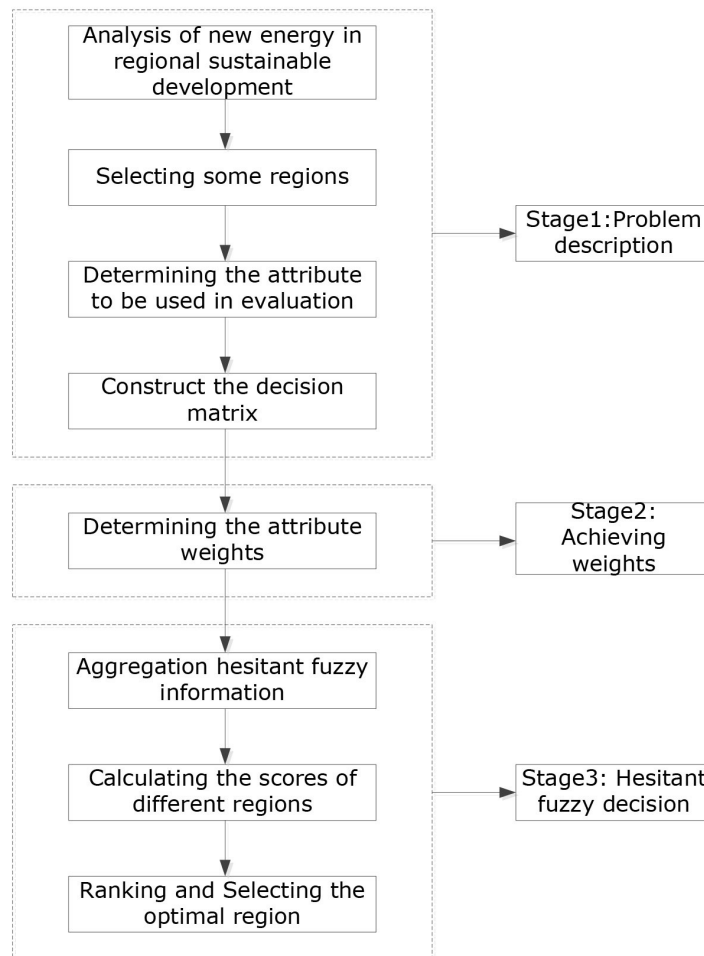 Analysis of new energy in
regional sustainable
development
Selecting some regions
Stage1:Problem
description
Determining the attribute
to be used in evaluation
Construct the decision
matrix
Determining the attribute
weights
Stage2:
Achieving
weights
Aggregation hesitant fuzzy
information
Calculating the scores of
different regions
Stage3: Hesitant
fuzzy decision
Ranking and Selecting the
optimal region